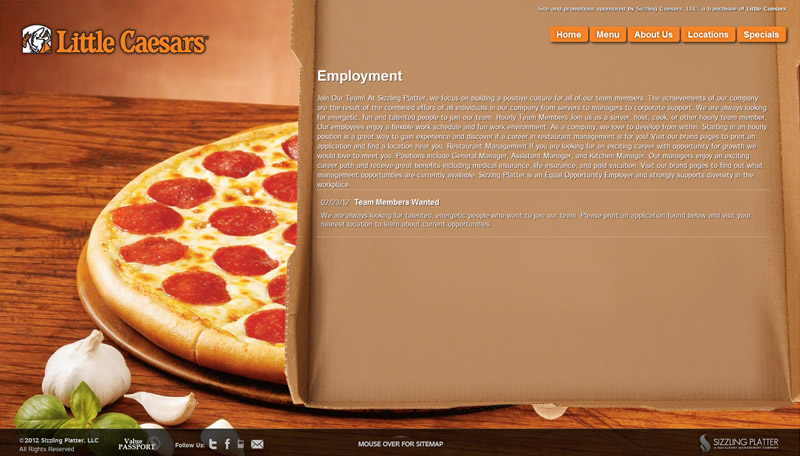 Site and promotions sponsored by Sizzling Caesars, LLC, a franchisee of Little Caesars
Little Caesars
Home Menu About Us Locations Specials
Employment
Join Our Team! At Sizzling Platter, we focus on building a positive culture for all of our team members. The achievements of our company
are the result of the combined effors of all individuals in our company from servers to managers to corporate support. We are always looking
for energetic, fun and talented people to join our team. Hourly Team Members Join us as a server, host, cook, or other hourly team member.
Our employees enjoy a flexible work schedule and fun work environment. As a company, we love to develop from within. Starting in an hourly
position is a great way to gain experience and discover if a career in restaurant management is for you! Visit our brand pages to print an
application and find a location near you. Restaurant Management If you are looking for an exciting career with opportunity for growth we
would love to meet you. Positions include General Manager, Assistant Manager, and Kitchen Manager. Our managers enjoy an exciting
career path and receive great benefits including medical insurance, life insurance, and paid vacation. Visit our brand pages to find out what
management opportunities are currently available. Sizzling Platter is an Equal Opportunity Employer and strongly supports diversity in the
workplace.
02/23/12 Team Members Wanted
We are always looking for talented, energetic people who want to join our team. Please print an application found below and visit your
nearest location to learn about current opportunities.
©2012 Sizzling Platter, LLC
All Rights Reserved
Value
PASSPORT
Follow Us:
MOUSE OVER FOR SITEMAP
SIZZLING PLATTER
A RESTAURANT MANAGEMENT COMPANY